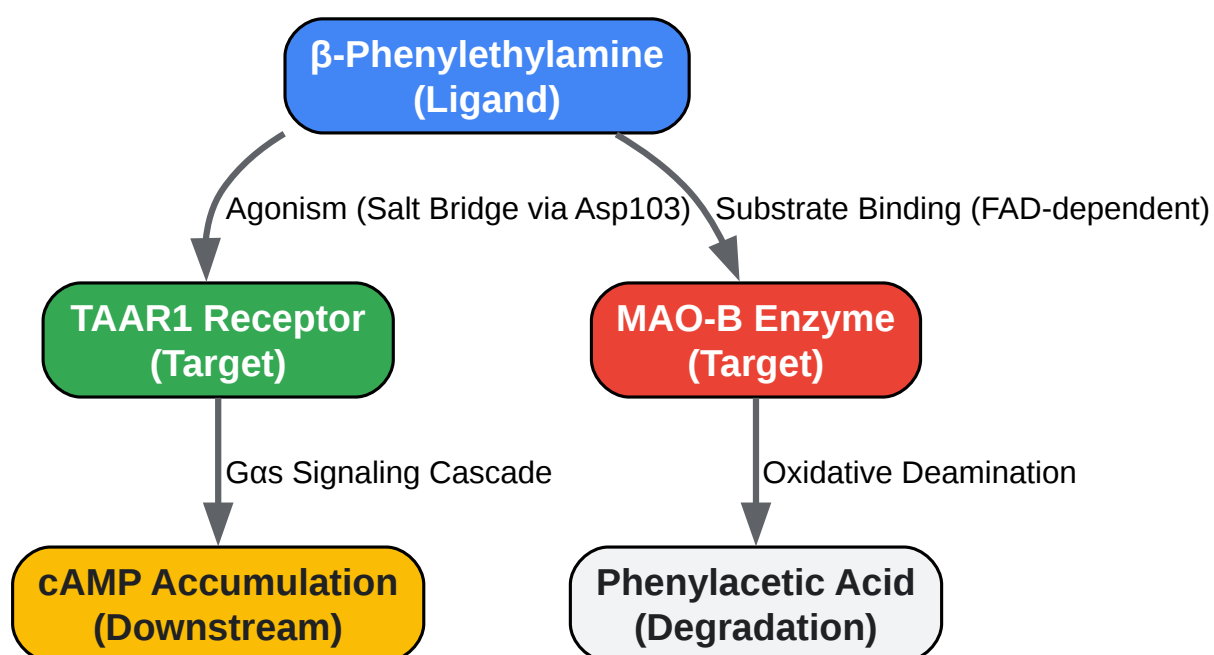 β-Phenylethylamine
(Ligand)
Agonism (Salt Bridge via Asp103)
Substrate Binding (FAD-dependent)
TAAR1 Receptor
(Target)
MAO-B Enzyme
(Target)
Gαs Signaling Cascade
Oxidative Deamination
cAMP Accumulation
(Downstream)
Phenylacetic Acid
(Degradation)